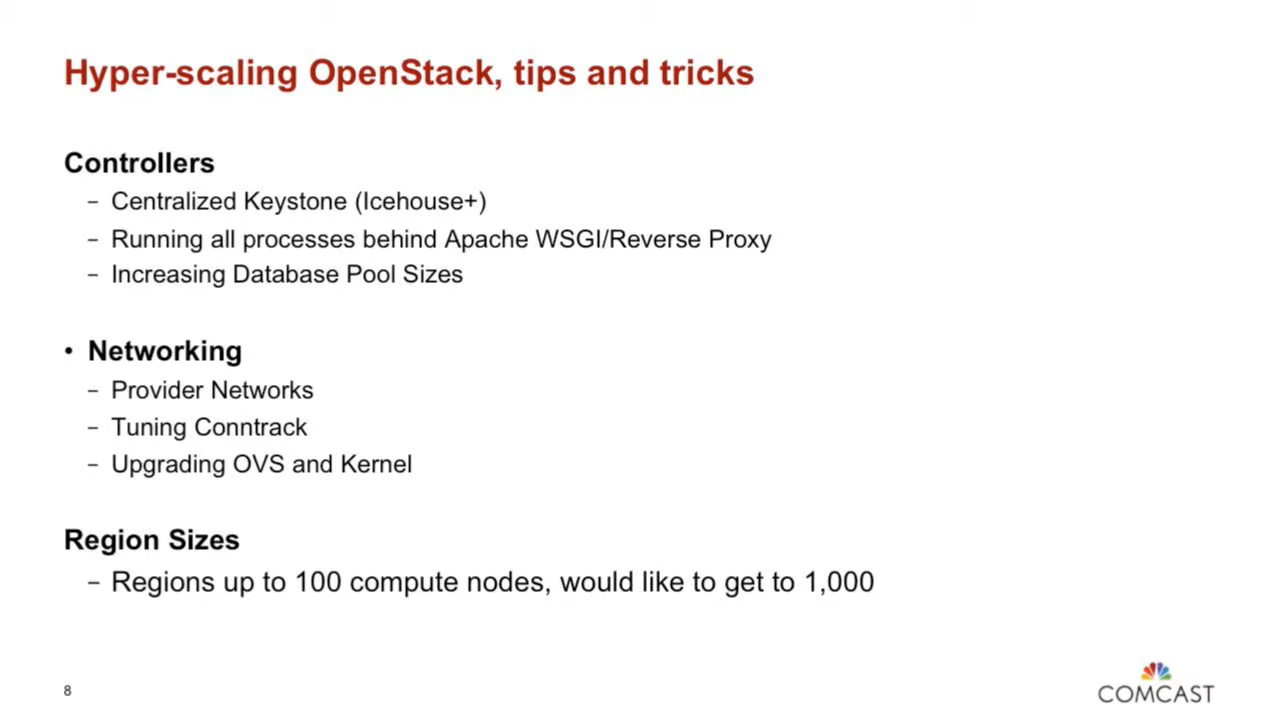 Hyper-scaling OpenStack, tips and tricks
Controllers
– Centralized Keystone (Icehouse+)
– Running all processes behind Apache WSGI/Reverse Proxy
– Increasing Database Pool Sizes
• Networking
– Provider Networks
– Tuning Conntrack
– Upgrading OVS and Kernel
Region Sizes
– Regions up to 100 compute nodes, would like to get to 1,000
8
COMCAST